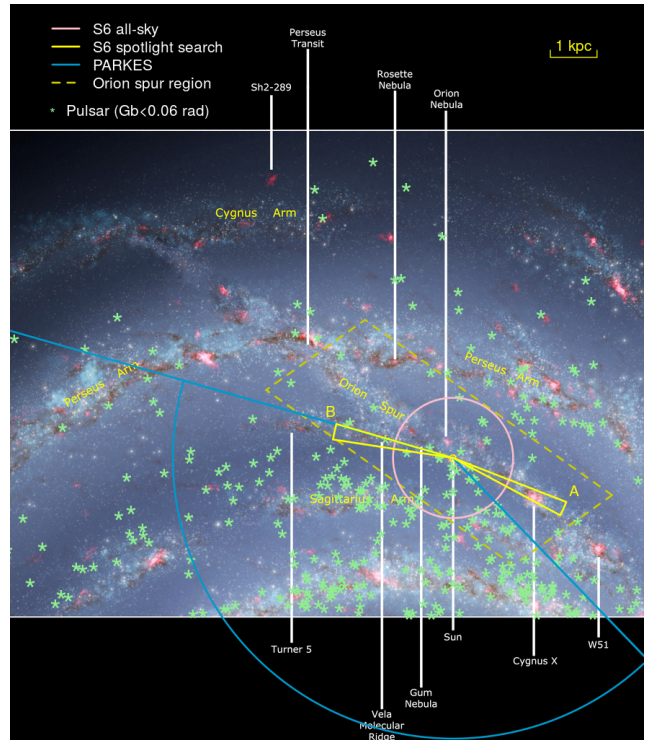 S6 all-sky
S6 spotlight search
PARKES
Orion spur region
* Pulsar (Gb<0.06 rad)
Perseus
Transit
1 kpc
Rosette
Nebula
Sh2-289
Orion
Nebula
Cygnus Arm
Perseus Arm
Perseus Arm
Orion Spur
B
A
Sagittarius Arm
Turner 5
Vela
Molecular
Ridge
Gum
Nebula
Sun
Cygnus X
W51